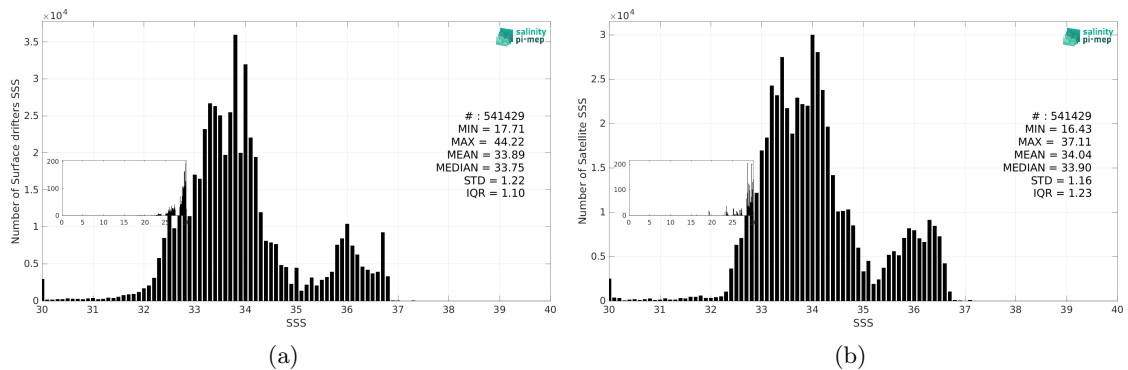 ×10⁴
3.5
3
2.5
2
1.5
1
0.5
0
Number of Surface drifters SSS
salinity
pi-mep
# : 541429
MIN = 17.71
MAX = 44.22
MEAN = 33.89
MEDIAN = 33.75
STD = 1.22
IQR = 1.10
200
100
0
0 5 10 15 20 25
30 31 32 33 34 35 36 37 38 39 40
SSS
(a)
×10⁴
3
2.5
2
1.5
1
0.5
0
Number of Satellite SSS
salinity
pi-mep
# : 541429
MIN = 16.43
MAX = 37.11
MEAN = 34.04
MEDIAN = 33.90
STD = 1.16
IQR = 1.23
200
100
0
0 5 10 15 20 25
30 31 32 33 34 35 36 37 38 39 40
SSS
(b)